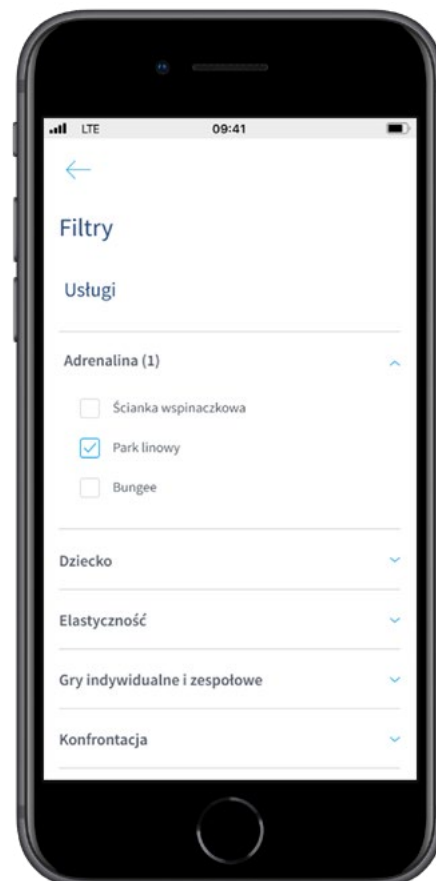 LTE 09:41
Filtry
Usługi
Adrenalina (1)
Ścianka wspinaczkowa
Park linowy
Bungee
Dziecko
Elastyczność
Gry indywidualne i zespołowe
Konfrontacja